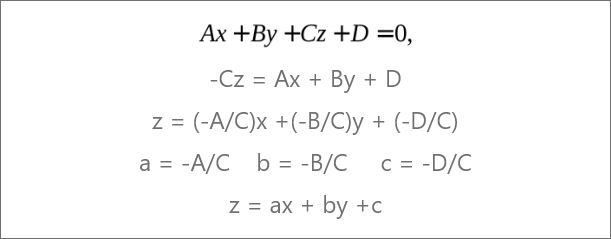 Ax +By +Cz +D =0,
-Cz = Ax + By + D
z = (-A/C)x +(-B/C)y + (-D/C)
a = -A/C b = -B/C c = -D/C
z = ax + by +c